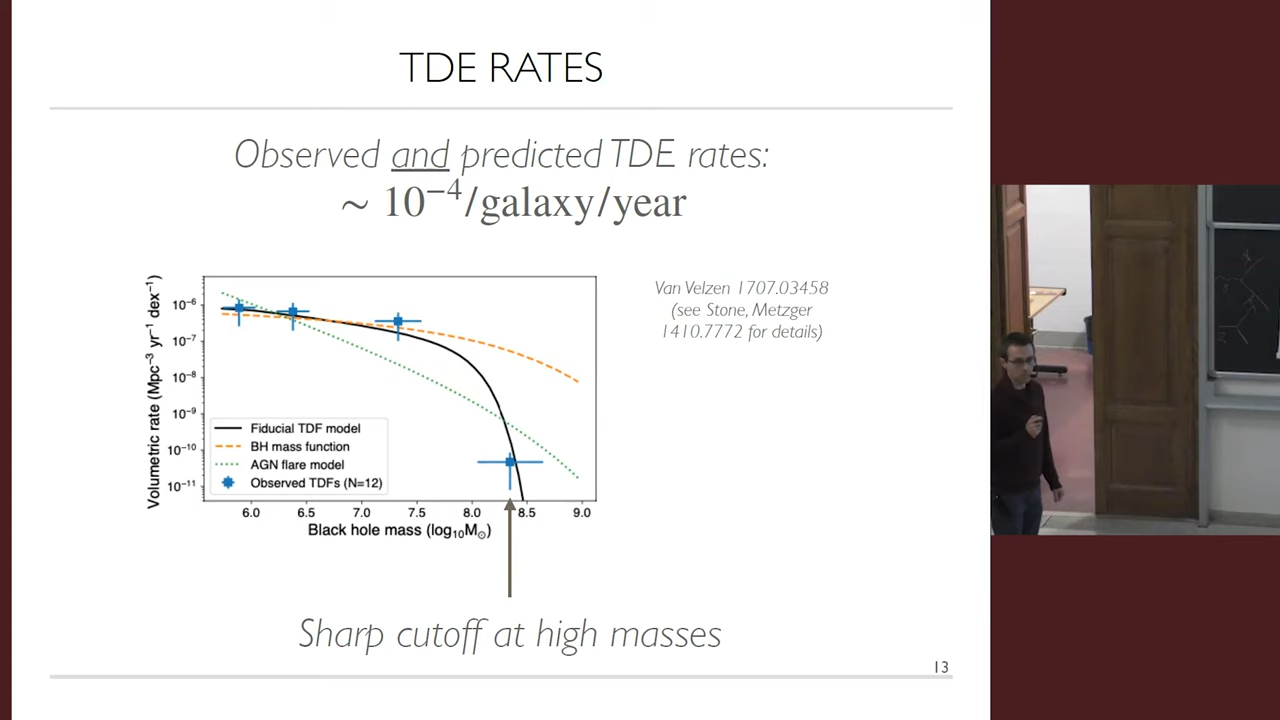 TDE RATES
Observed and predicted TDE rates:
∼ 10⁻⁴/galaxy/year
Van Velzen 1707.03458
(see Stone, Metzger
1410.7772 for details)
Volumetric rate (Mpc⁻³ yr⁻¹ dex⁻¹)
10⁻⁶
10⁻⁷
10⁻⁸
10⁻⁹
10⁻¹⁰
10⁻¹¹
Fiducial TDF model
BH mass function
AGN flare model
Observed TDFs (N=12)
6.0 6.5 7.0 7.5 8.0 8.5 9.0
Black hole mass (log₁₀M☉)
Sharp cutoff at high masses
13